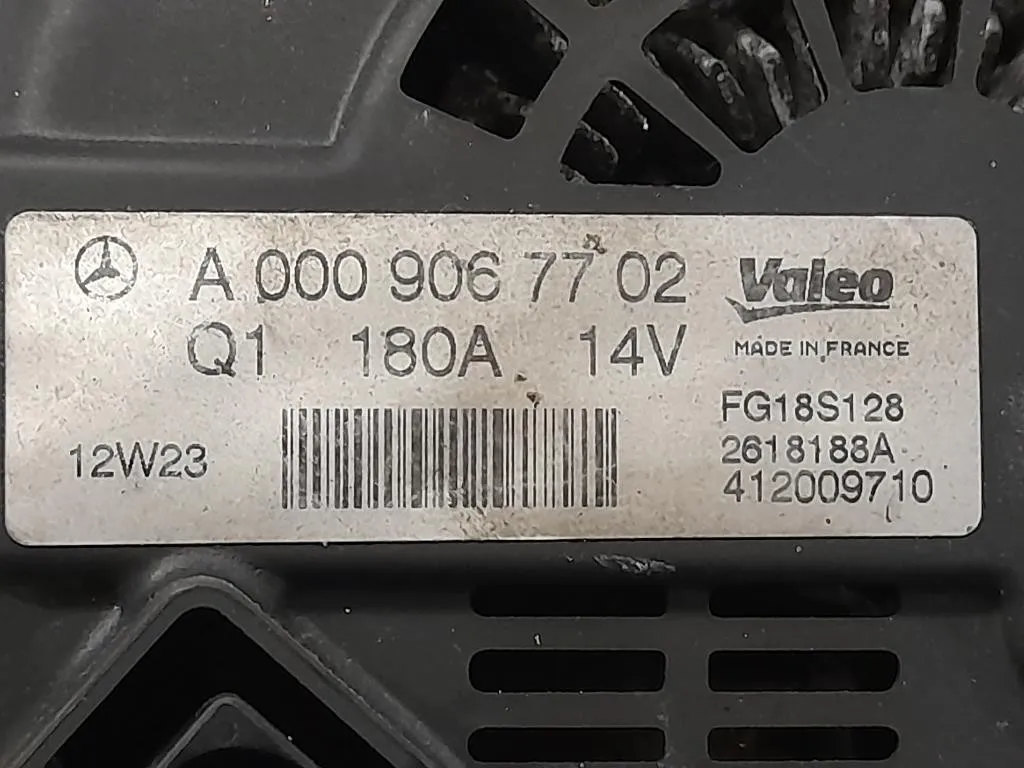 A 000 906 77 02
Q1 180A 14V
12W23
Valeo
MADE IN FRANCE
FG18S128
2618188A
412009710